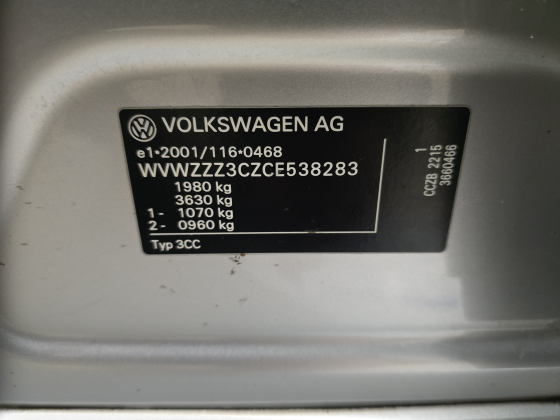 VOLKSWAGEN AG
e1*2001/116*0468
WVWZZZ3CZCE538283
1980 kg
3630 kg
1- 1070 kg
2- 0960 kg
Typ 3CC
1
CCZB 2215
3660466